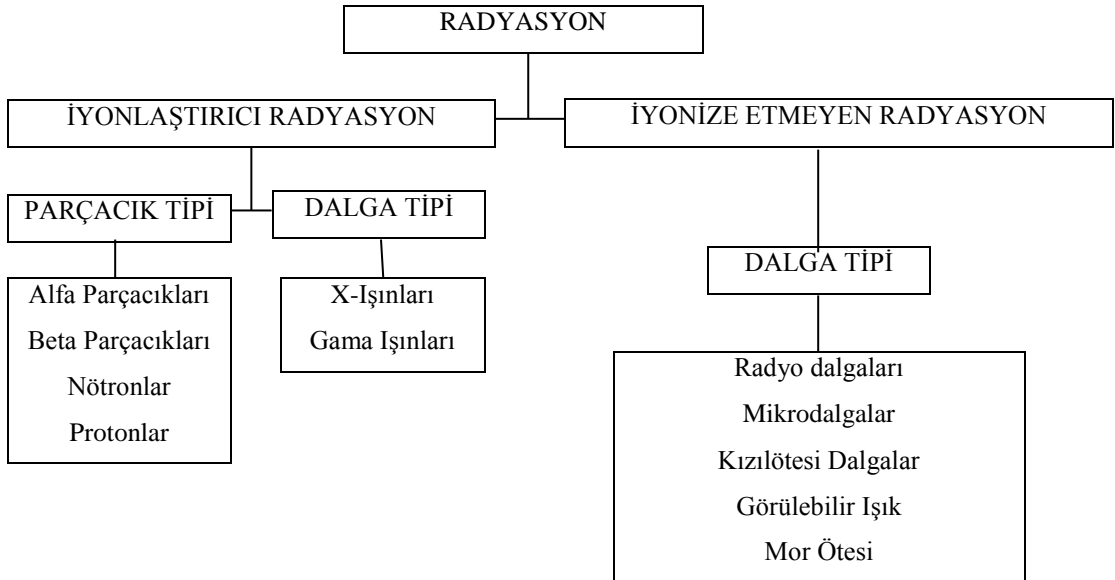 RADYASYON
İYONLAŞTIRICI RADYASYON
İYONİZE ETMEYEN RADYASYON
PARÇACIK TİPİ
DALGA TİPİ
DALGA TİPİ
Alfa Parçacıkları
Beta Parçacıkları
Nötronlar
Protonlar
X-Işınları
Gama Işınları
Radyo dalgaları
Mikrodalgalar
Kızılötesi Dalgalar
Görülebilir Işık
Mor Ötesi